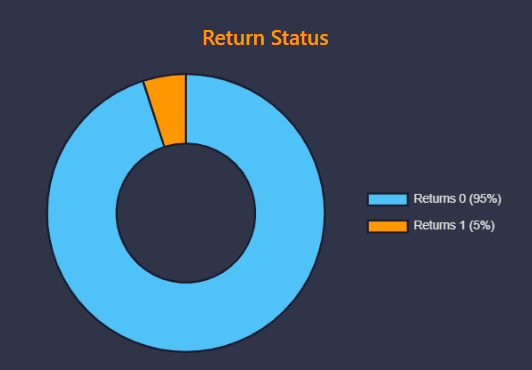 Return Status
Returns 0 (95%)
Returns 1 (5%)